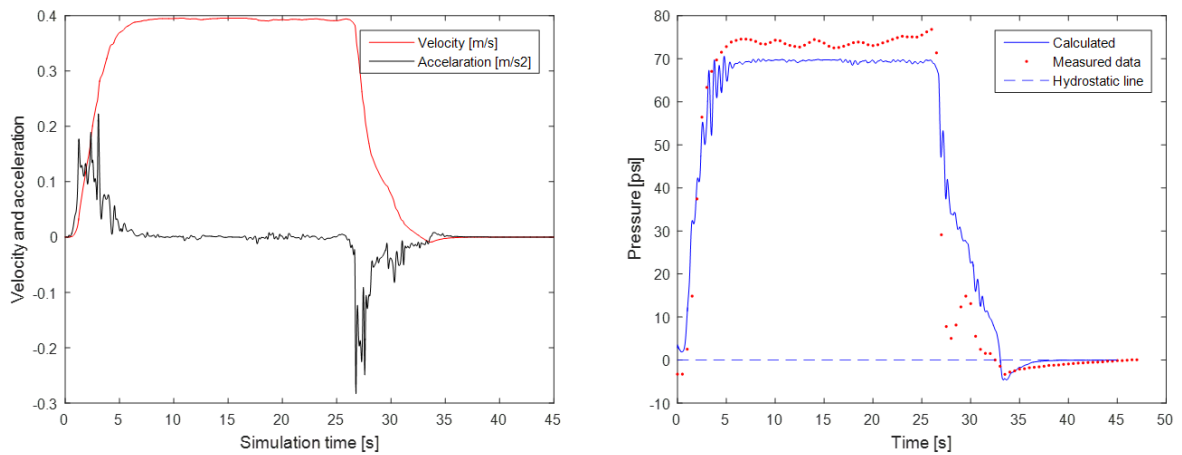 0.4
0.3
0.2
0.1
0
-0.1
-0.2
-0.3
Velocity and acceleration
Velocity [m/s]
Accelaration [m/s2]
0 5 10 15 20 25 30 35 40 45
Simulation time [s]
80
70
60
50
40
30
20
10
0
-10
Pressure [psi]
Calculated
Measured data
Hydrostatic line
0 5 10 15 20 25 30 35 40 45 50
Time [s]